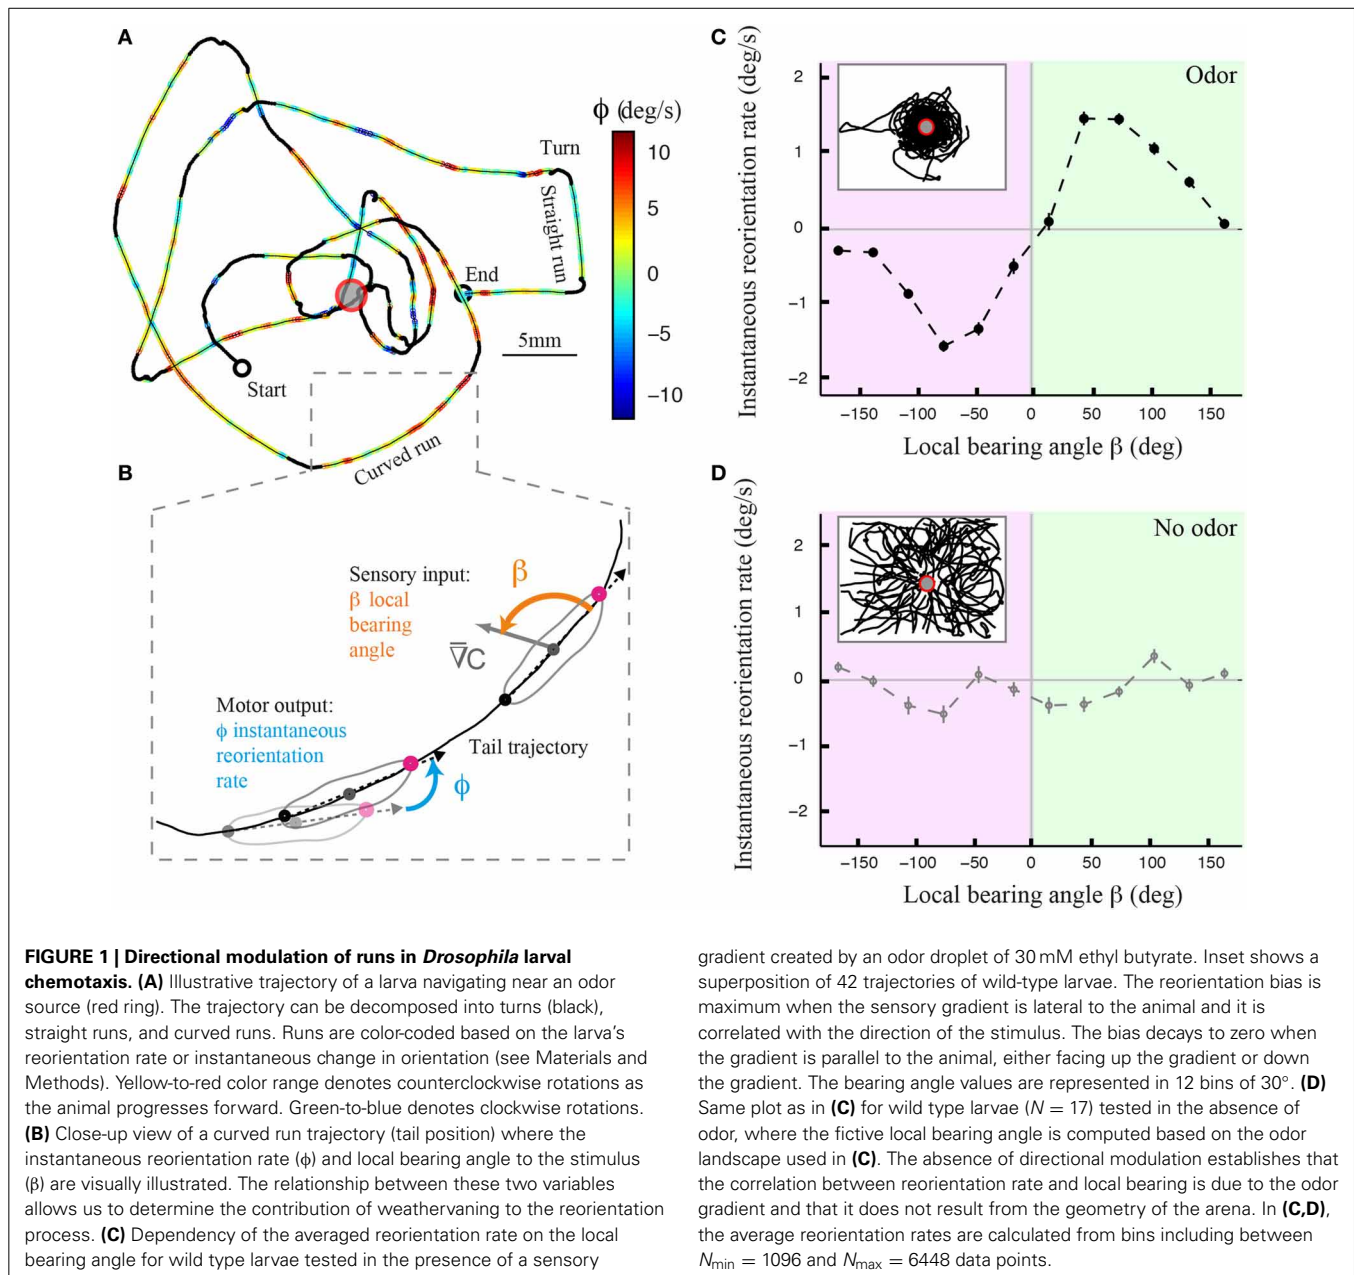 A
ϕ (deg/s)
10
5
0
−5
−10
Turn
Straight run
End
5mm
Start
Curved run
B
Sensory input:
β local
bearing
angle
β
∇C
Motor output:
ϕ instantaneous
reorientation
rate
Tail trajectory
ϕ
C
Instantaneous reorientation rate (deg/s)
Odor
2
1
0
−1
−2
−150 −100 −50 0 50 100 150
Local bearing angle β (deg)
D
Instantaneous reorientation rate (deg/s)
No odor
2
1
0
−1
−2
−150 −100 −50 0 50 100 150
Local bearing angle β (deg)
FIGURE 1 | Directional modulation of runs in Drosophila larval
chemotaxis. (A) Illustrative trajectory of a larva navigating near an odor
source (red ring). The trajectory can be decomposed into turns (black),
straight runs, and curved runs. Runs are color-coded based on the larva's
reorientation rate or instantaneous change in orientation (see Materials and
Methods). Yellow-to-red color range denotes counterclockwise rotations as
the animal progresses forward. Green-to-blue denotes clockwise rotations.
(B) Close-up view of a curved run trajectory (tail position) where the
instantaneous reorientation rate (ϕ) and local bearing angle to the stimulus
(β) are visually illustrated. The relationship between these two variables
allows us to determine the contribution of weathervaning to the reorientation
process. (C) Dependency of the averaged reorientation rate on the local
bearing angle for wild type larvae tested in the presence of a sensory
gradient created by an odor droplet of 30 mM ethyl butyrate. Inset shows a
superposition of 42 trajectories of wild-type larvae. The reorientation bias is
maximum when the sensory gradient is lateral to the animal and it is
correlated with the direction of the stimulus. The bias decays to zero when
the gradient is parallel to the animal, either facing up the gradient or down
the gradient. The bearing angle values are represented in 12 bins of 30°. (D)
Same plot as in (C) for wild type larvae (N = 17) tested in the absence of
odor, where the fictive local bearing angle is computed based on the odor
landscape used in (C). The absence of directional modulation establishes that
the correlation between reorientation rate and local bearing is due to the odor
gradient and that it does not result from the geometry of the arena. In (C,D),
the average reorientation rates are calculated from bins including between
Nmin = 1096 and Nmax = 6448 data points.